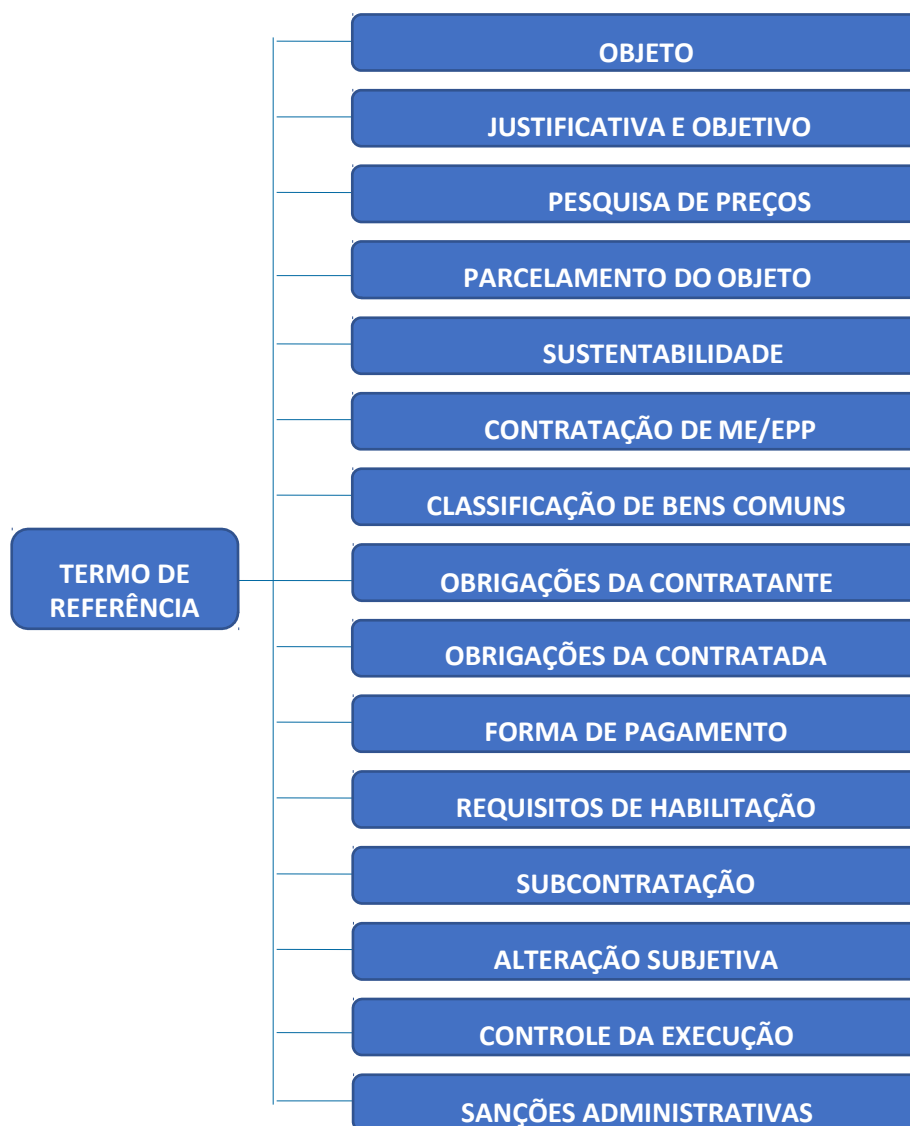 OBJETO
JUSTIFICATIVA E OBJETIVO
PESQUISA DE PREÇOS
PARCELAMENTO DO OBJETO
SUSTENTABILIDADE
CONTRATAÇÃO DE ME/EPP
CLASSIFICAÇÃO DE BENS COMUNS
TERMO DE
REFERÊNCIA
OBRIGAÇÕES DA CONTRATANTE
OBRIGAÇÕES DA CONTRATADA
FORMA DE PAGAMENTO
REQUISITOS DE HABILITAÇÃO
SUBCONTRATAÇÃO
ALTERAÇÃO SUBJETIVA
CONTROLE DA EXECUÇÃO
SANÇÕES ADMINISTRATIVAS